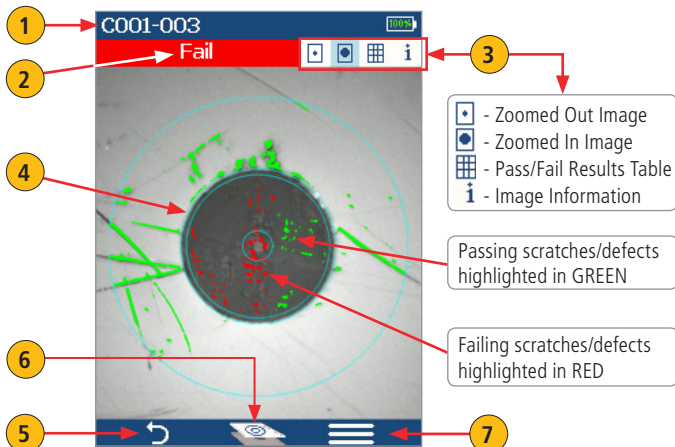 1
C001-003
100%
2
Fail
i
3
- Zoomed Out Image
- Zoomed In Image
- Pass/Fail Results Table
i - Image Information
4
Passing scratches/defects
highlighted in GREEN
Failing scratches/defects
highlighted in RED
6
5
7